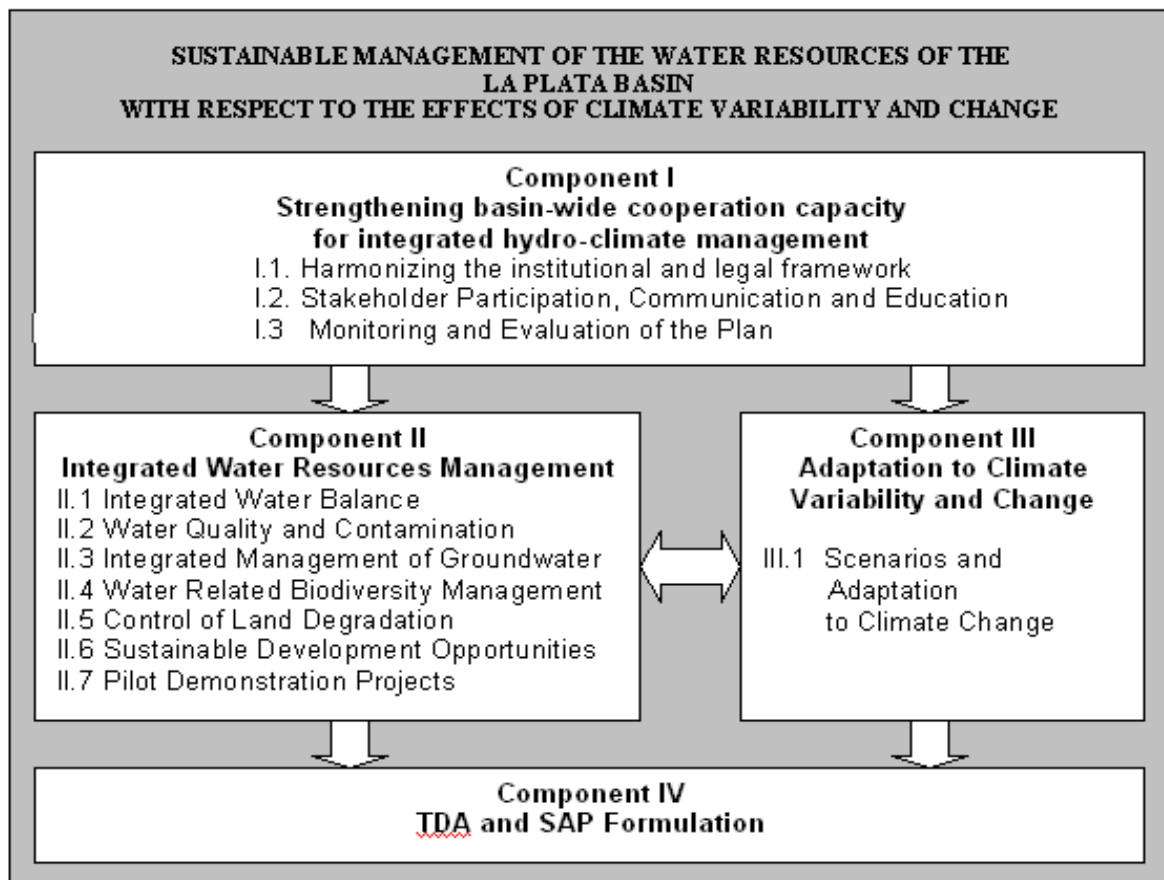 SUSTAINABLE MANAGEMENT OF THE WATER RESOURCES OF THE
LA PLATA BASIN
WITH RESPECT TO THE EFFECTS OF CLIMATE VARIABILITY AND CHANGE
Component I
Strengthening basin-wide cooperation capacity
for integrated hydro-climate management
I.1. Harmonizing the institutional and legal framework
I.2. Stakeholder Participation, Communication and Education
I.3 Monitoring and Evaluation of the Plan
Component II
Integrated Water Resources Management
II.1 Integrated Water Balance
II.2 Water Quality and Contamination
II.3 Integrated Management of Groundwater
II.4 Water Related Biodiversity Management
II.5 Control of Land Degradation
II.6 Sustainable Development Opportunities
II.7 Pilot Demonstration Projects
Component III
Adaptation to Climate
Variability and Change
III.1 Scenarios and
Adaptation
to Climate Change
Component IV
TDA and SAP Formulation